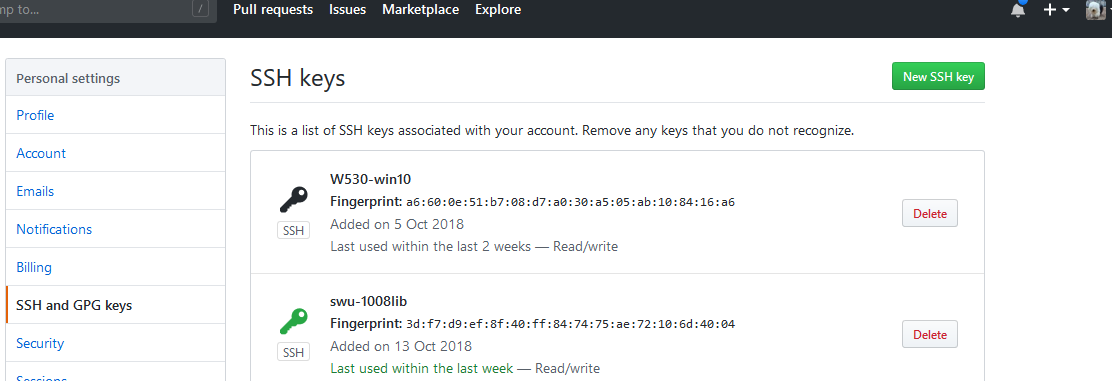 mp to... /
Pull requests Issues Marketplace Explore
Personal settings
Profile
Account
Emails
Notifications
Billing
SSH and GPG keys
Security
Sessions
SSH keys
New SSH key
This is a list of SSH keys associated with your account. Remove any keys that you do not recognize.
W530-win10
Fingerprint: a6:60:0e:51:b7:08:d7:a0:30:a5:05:ab:10:84:16:a6
SSH
Added on 5 Oct 2018
Last used within the last 2 weeks — Read/write
Delete
swu-1008lib
Fingerprint: 3d:f7:d9:ef:8f:40:ff:84:74:75:ae:72:10:6d:40:04
SSH
Added on 13 Oct 2018
Last used within the last week — Read/write
Delete